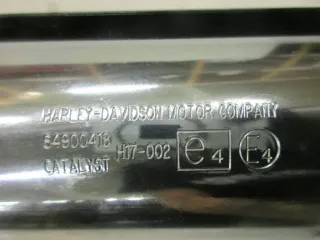 HARLEY-DAVIDSON MOTOR COMPANY
64900418 H17-002 e4 E4
CATALYST